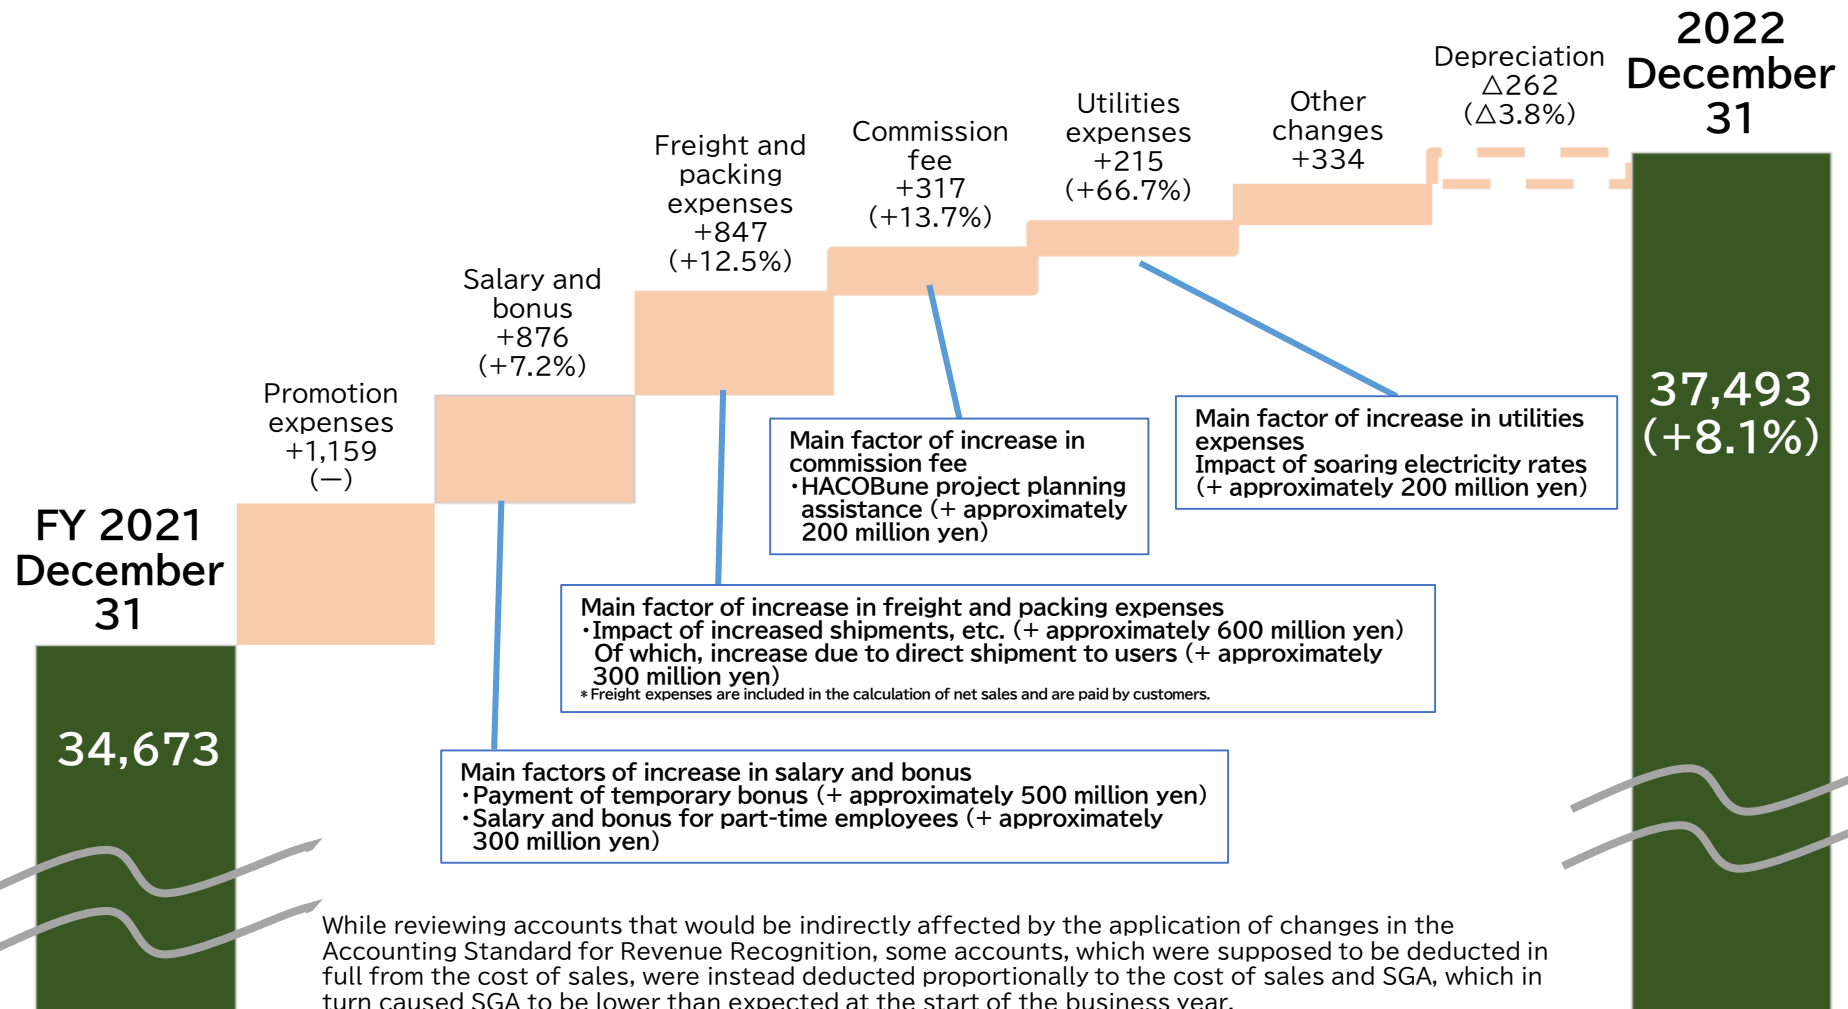 FY 2021
December
31
34,673
Promotion
expenses
+1,159
(—)
Salary and
bonus
+876
(+7.2%)
Freight and
packing
expenses
+847
(+12.5%)
Commission
fee
+317
(+13.7%)
Utilities
expenses
+215
(+66.7%)
Other
changes
+334
Depreciation
△262
(△3.8%)
2022
December
31
37,493
(+8.1%)
Main factor of increase in utilities
expenses
Impact of soaring electricity rates
(+ approximately 200 million yen)
Main factor of increase in
commission fee
・HACOBune project planning
assistance (+ approximately
200 million yen)
Main factor of increase in freight and packing expenses
・Impact of increased shipments, etc. (+ approximately 600 million yen)
Of which, increase due to direct shipment to users (+ approximately
300 million yen)
* Freight expenses are included in the calculation of net sales and are paid by customers.
Main factors of increase in salary and bonus
・Payment of temporary bonus (+ approximately 500 million yen)
・Salary and bonus for part-time employees (+ approximately
300 million yen)
While reviewing accounts that would be indirectly affected by the application of changes in the
Accounting Standard for Revenue Recognition, some accounts, which were supposed to be deducted in
full from the cost of sales, were instead deducted proportionally to the cost of sales and SGA, which in
turn caused SGA to be lower than expected at the start of the business year.